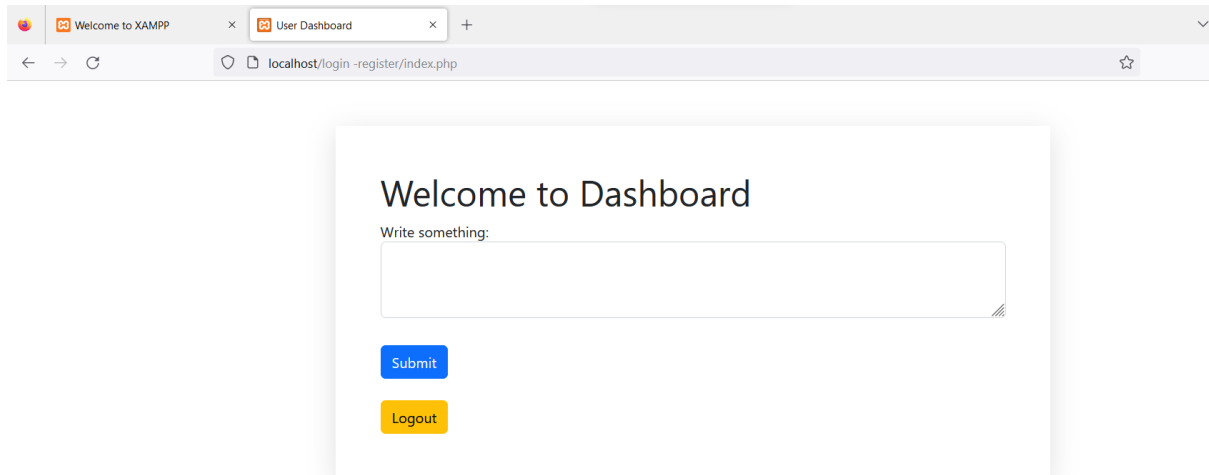 Welcome to XAMPP
User Dashboard
localhost/login -register/index.php
Welcome to Dashboard
Write something:
Submit
Logout